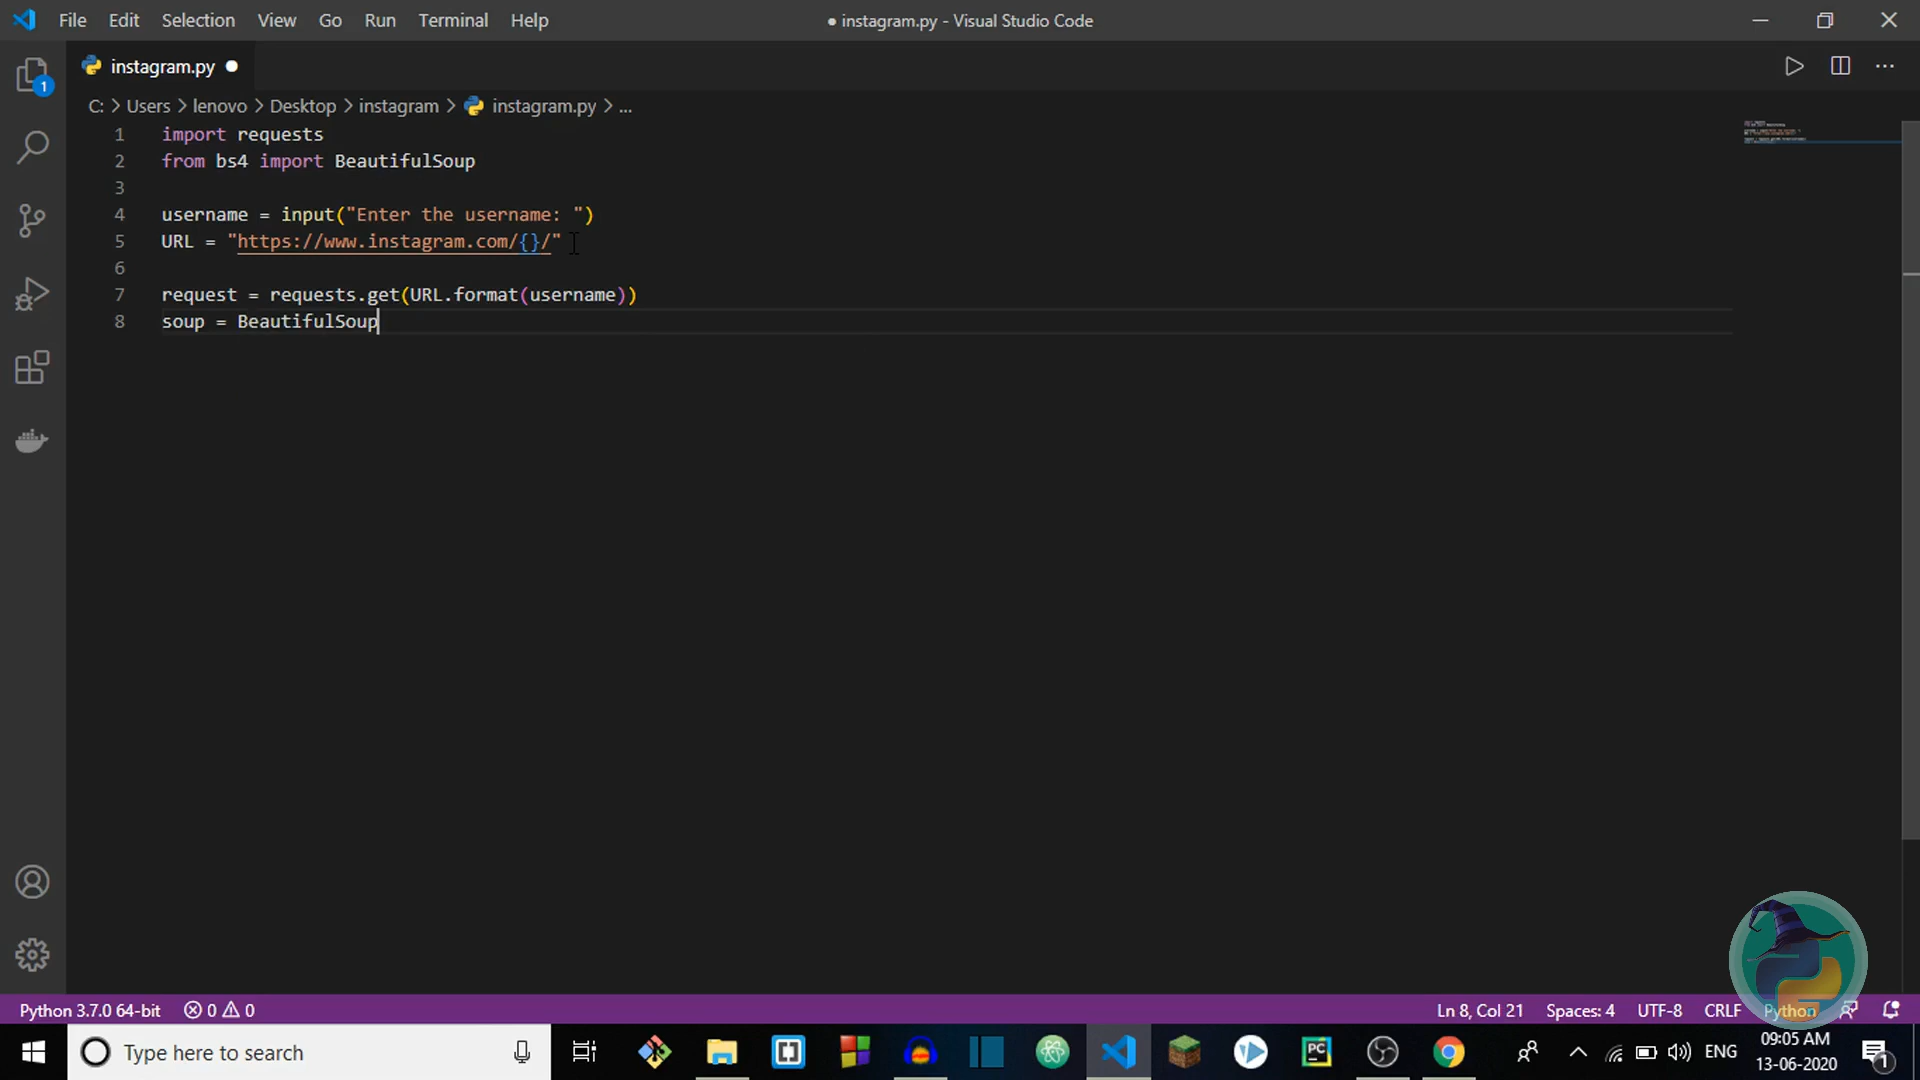 File Edit Selection View Go Run Terminal Help ● instagram.py - Visual Studio Code
1 instagram.py ●
C: > Users > lenovo > Desktop > instagram > instagram.py > ...
1 import requests
2 from bs4 import BeautifulSoup
3
4 username = input("Enter the username: ")
5 URL = "https://www.instagram.com/{}/"
6
7 request = requests.get(URL.format(username))
8 soup = BeautifulSoup
Python 3.7.0 64-bit 0 0 Ln 8, Col 21 Spaces: 4 UTF-8 CRLF Python
Type here to search PC ENG 09:05 AM
13-06-2020 1